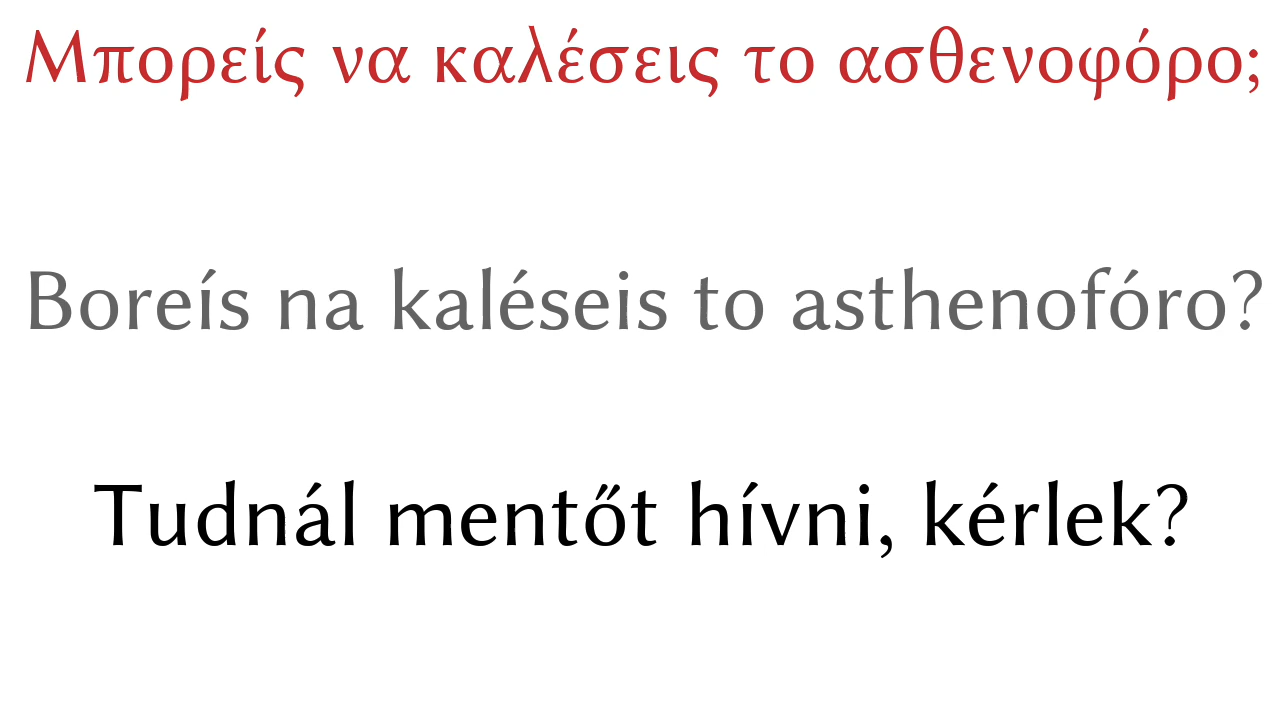 Μπορείς να καλέσεις το ασθενοφόρο;
Boreís na kaléseis to asthenofóro?
Tudnál mentőt hívni, kérlek?